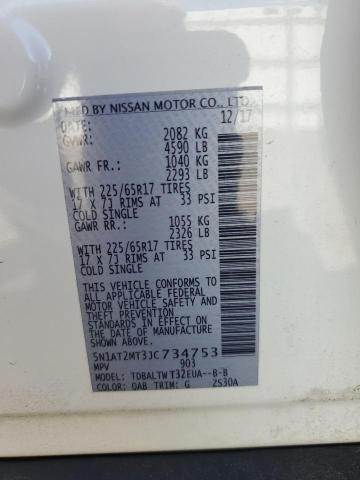 MFD BY NISSAN MOTOR CO., LTD.
DATE: 12/17
GVWR: 2082 KG
4590 LB
GAWR FR.: 1040 KG
2293 LB
WITH 225/65R17 TIRES
17 X 7J RIMS AT 33 PSI
COLD SINGLE
GAWR RR.: 1055 KG
2326 LB
WITH 225/65R17 TIRES
17 X 7J RIMS AT 33 PSI
COLD SINGLE
THIS VEHICLE CONFORMS TO
ALL APPLICABLE U.S. FEDERAL
MOTOR VEHICLE SAFETY AND
THEFT PREVENTION
STANDARDS IN EFFECT ON
THE DATE OF MANUFACTURE
SHOWN ABOVE.
5N1AT2MT3JC734753
MPV 903
MODEL: TDBALTWT32EUA--B-B
COLOR: QAB TRIM: G 2S30A